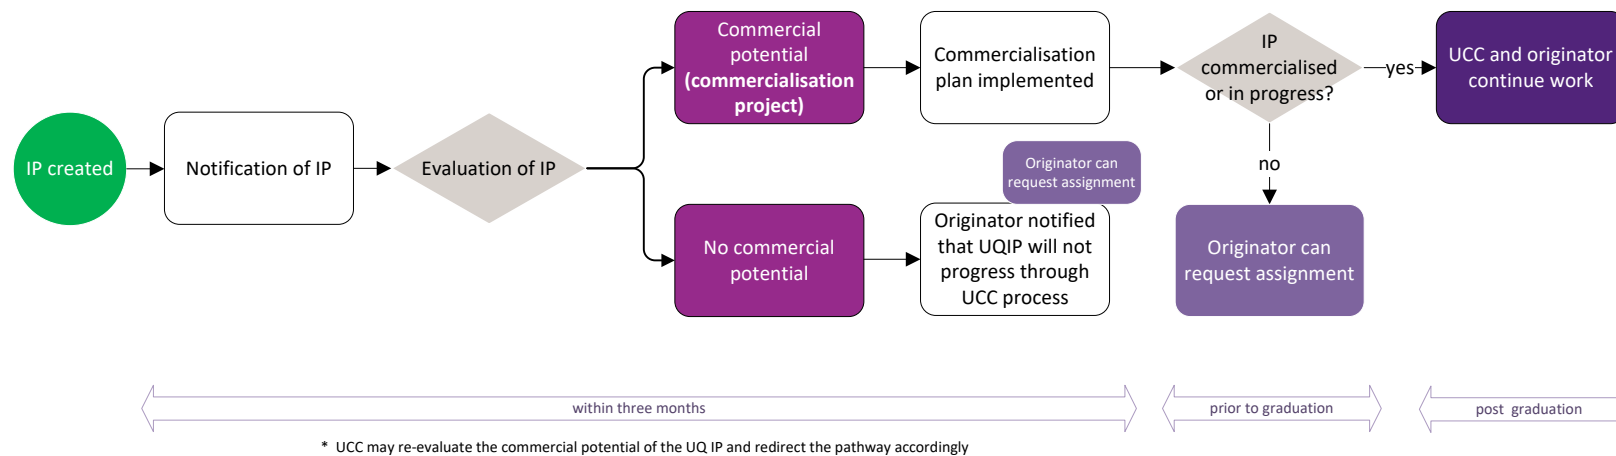 IP created
Notification of IP
Evaluation of IP
Commercial
potential
(commercialisation
project)
Commercialisation
plan implemented
IP
commercialised
or in progress?
yes
UCC and originator
continue work
no
Originator can
request assignment
No commercial
potential
Originator can
request assignment
Originator notified
that UQIP will not
progress through
UCC process
within three months
prior to graduation
post graduation
* UCC may re-evaluate the commercial potential of the UQ IP and redirect the pathway accordingly